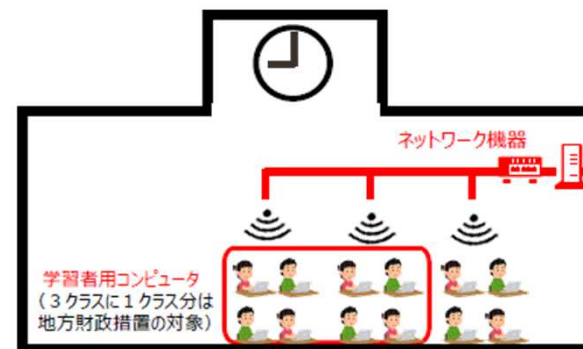 ネットワーク機器
学習者用コンピュータ
(3クラスに1クラス分は
地方財政措置の対象)